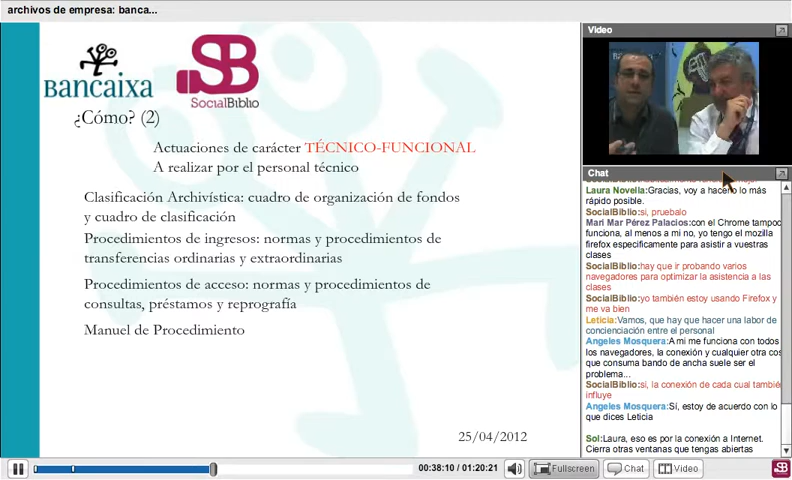 archivos de empresa: banca...
Video
BANCAIXA
SB
SocialBiblio
¿Cómo? (2)
Actuaciones de carácter TÉCNICO-FUNCIONAL
A realizar por el personal técnico
Clasificación Archivística: cuadro de organización de fondos
y cuadro de clasificación
Procedimientos de ingresos: normas y procedimientos de
transferencias ordinarias y extraordinarias
Procedimientos de acceso: normas y procedimientos de
consultas, préstamos y reprografía
Manuel de Procedimiento
25/04/2012
Chat
Laura Novella:Gracias, voy a hacerlo lo más
rápido posible.
SocialBiblio:si, pruebalo
Mari Mar Pérez Palacios:con el Chrome tampoc
funciona, al menos a mi no, yo tengo el mozilla
firefox especificamente para asistir a vuestras
clases
SocialBiblio:hay que ir probando varios
navegadores para optimizar la asistencia a las
clases
SocialBiblio:yo también estoy usando Firefox y
me va bien
Leticia:Vamos, que hay que hacer una labor de
concienciación entre el personal
Angeles Mosquera:A mi me funciona con todos
los navegadores, la conexión y cualquier otra cos
que consuma bando de ancha suele ser el
problema...
SocialBiblio:si, la conexión de cada cual tambié
influye
Angeles Mosquera:Sí, estoy de acuerdo con lo
que dices Leticia
Sol:Laura, eso es por la conexión a Internet.
Cierra otras ventanas que tengas abiertas
00:38:10 / 01:20:21
Fullscreen
Chat
Video
SB